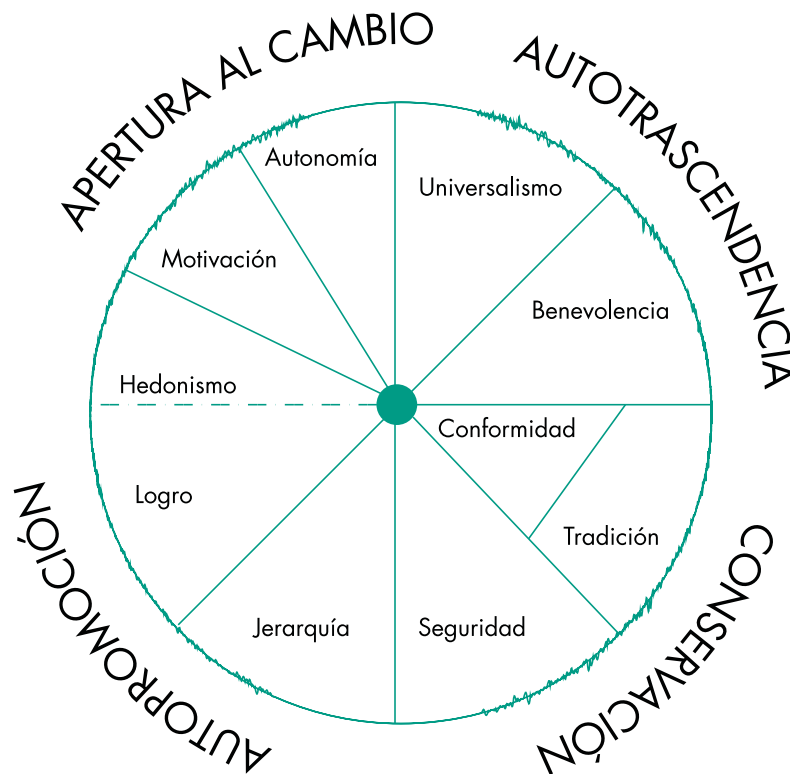 APERTURA AL CAMBIO
AUTOTRASCENDENCIA
Autonomía
Universalismo
Motivación
Benevolencia
Hedonismo
Conformidad
Logro
Tradición
Jerarquía
Seguridad
AUTOPROMOCIÓN
CONSERVACIÓN